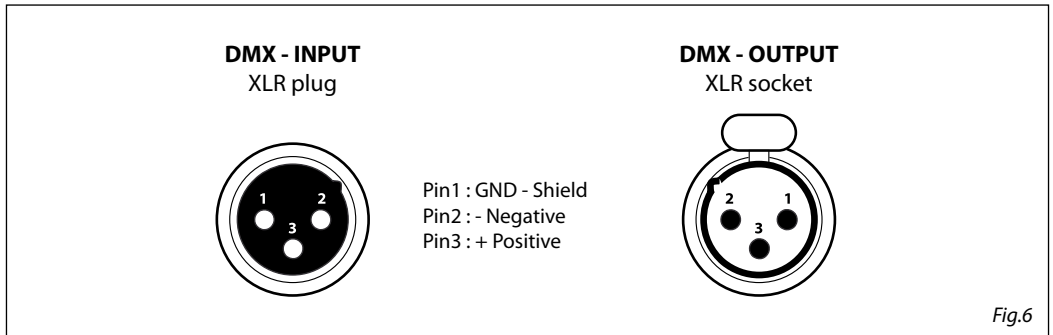 DMX - INPUT
XLR plug
1 2
3
Pin1 : GND - Shield
Pin2 : - Negative
Pin3 : + Positive
DMX - OUTPUT
XLR socket
2 1
3
Fig.6